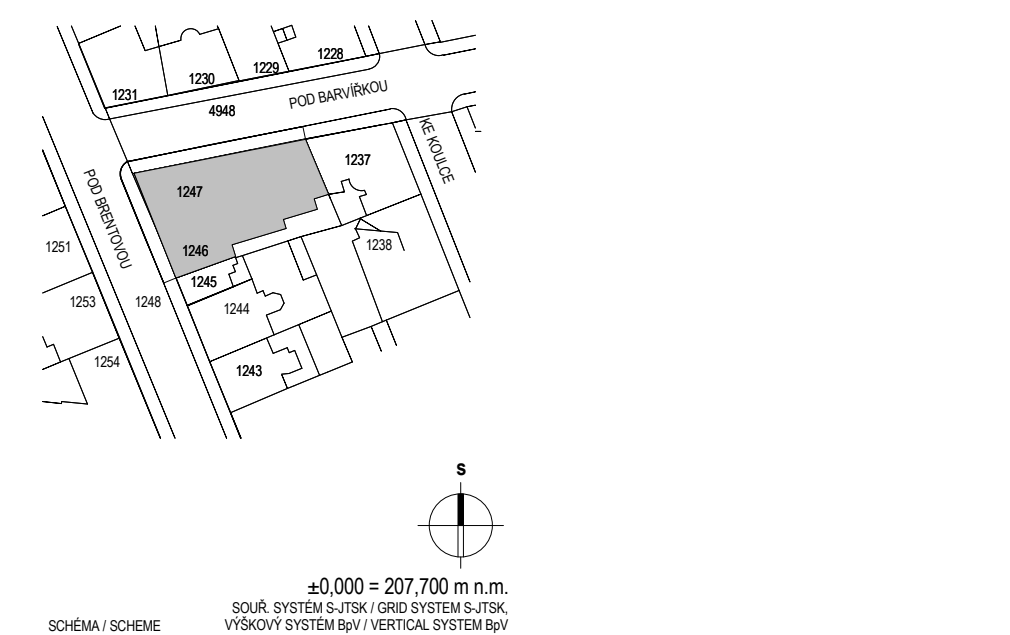 1228
1229
1230
1231
POD BARVÍŘKOU
4948
KE KOULCE
1237
POD BRENTOVOU
1247
1251
1246
1238
1245
1253
1248
1244
1254
1243
S
±0,000 = 207,700 m n.m.
SOUŘ. SYSTÉM S-JTSK / GRID SYSTEM S-JTSK,
SCHÉMA / SCHEME
VÝŠKOVÝ SYSTÉM BpV / VERTICAL SYSTEM BpV